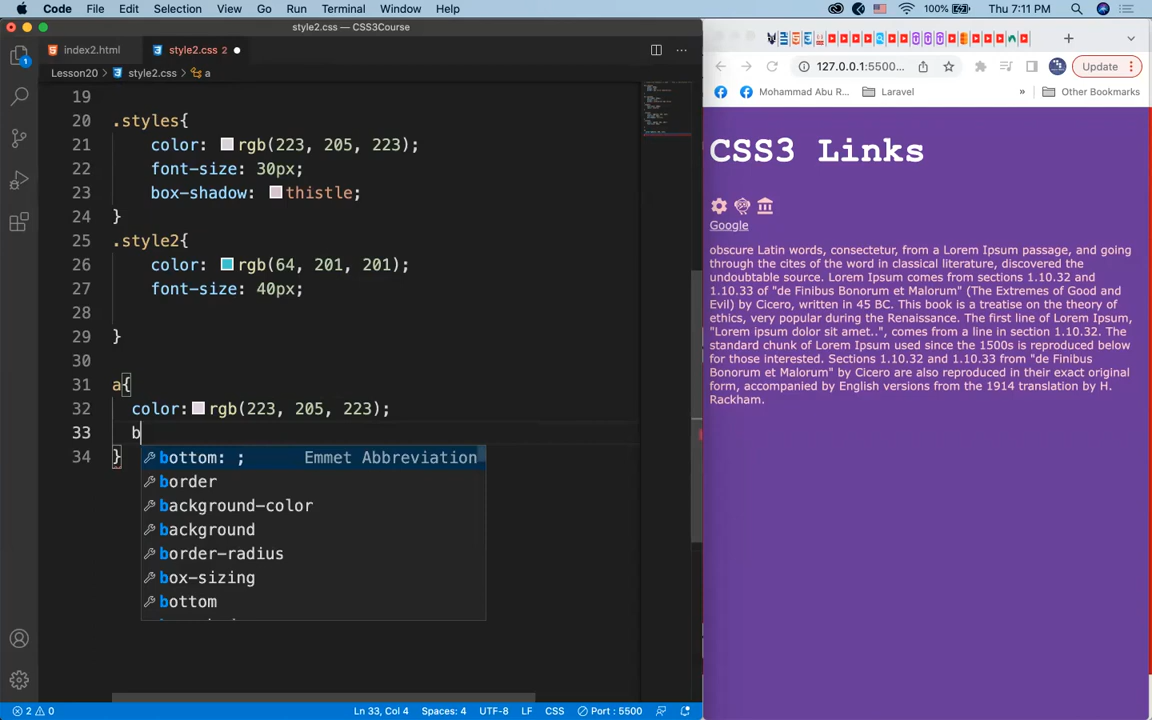 Code File Edit Selection View Go Run Terminal Window Help 100% Thu 7:11 PM
style2.css — CSS3Course
index2.html style2.css 2
Lesson20 > style2.css > a
19
20 .styles{
21 color: rgb(223, 205, 223);
22 font-size: 30px;
23 box-shadow: thistle;
24 }
25 .style2{
26 color: rgb(64, 201, 201);
27 font-size: 40px;
28
29 }
30
31 a{
32 color: rgb(223, 205, 223);
33 b
34 }
bottom: ; Emmet Abbreviation
border
background-color
background
border-radius
box-sizing
bottom
2 0 Ln 33, Col 4 Spaces: 4 UTF-8 LF CSS Port : 5500
127.0.0.1:5500... Update
Mohammad Abu R... Laravel » Other Bookmarks
CSS3 Links
Google
obscure Latin words, consectetur, from a Lorem Ipsum passage, and going
through the cites of the word in classical literature, discovered the
undoubtable source. Lorem Ipsum comes from sections 1.10.32 and
1.10.33 of "de Finibus Bonorum et Malorum" (The Extremes of Good and
Evil) by Cicero, written in 45 BC. This book is a treatise on the theory of
ethics, very popular during the Renaissance. The first line of Lorem Ipsum,
"Lorem ipsum dolor sit amet..", comes from a line in section 1.10.32. The
standard chunk of Lorem Ipsum used since the 1500s is reproduced below
for those interested. Sections 1.10.32 and 1.10.33 from "de Finibus
Bonorum et Malorum" by Cicero are also reproduced in their exact original
form, accompanied by English versions from the 1914 translation by H.
Rackham.